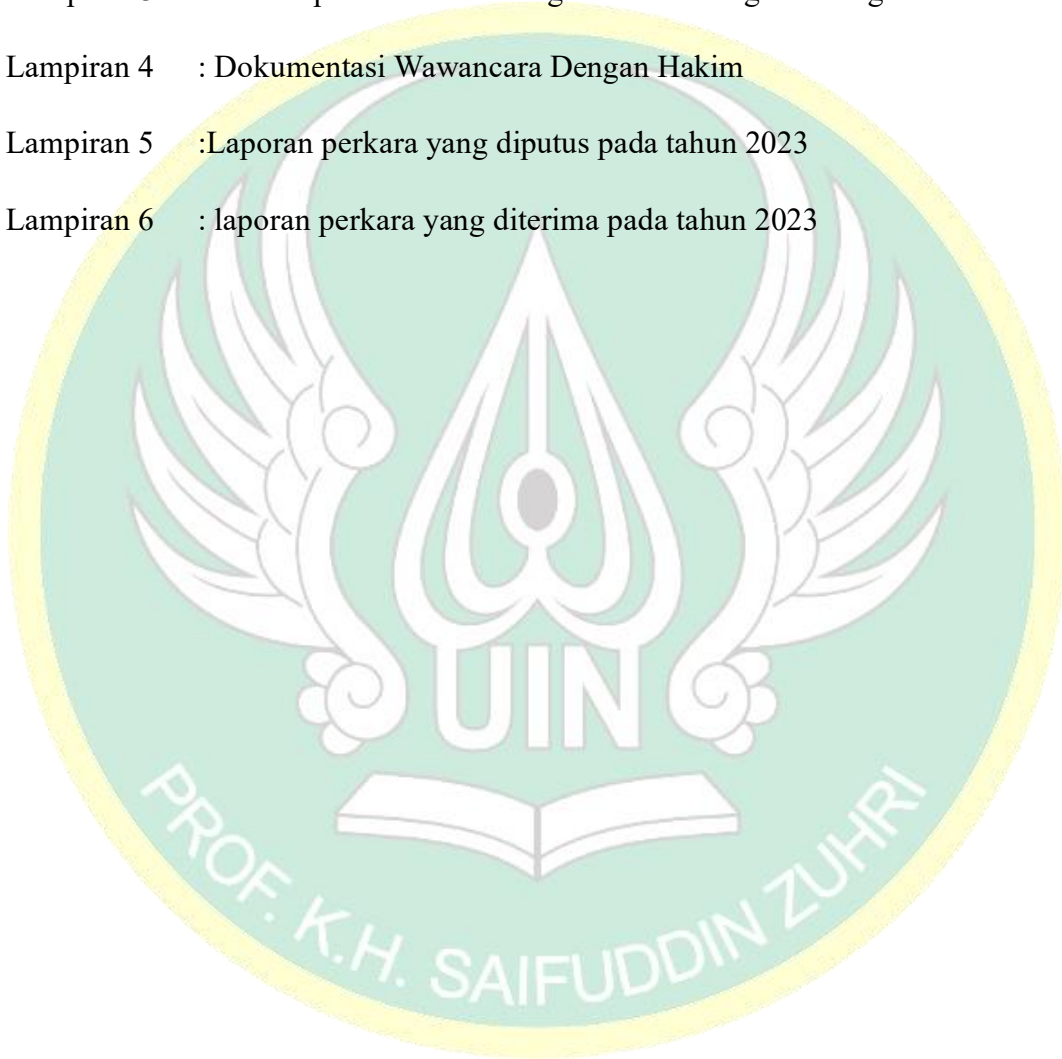 Lampiran 4 : Dokumentasi Wawancara Dengan Hakim
Lampiran 5 :Laporan perkara yang diputus pada tahun 2023
Lampiran 6 : laporan perkara yang diterima pada tahun 2023
UIN
PROF. K.H. SAIFUDDIN ZUHRI